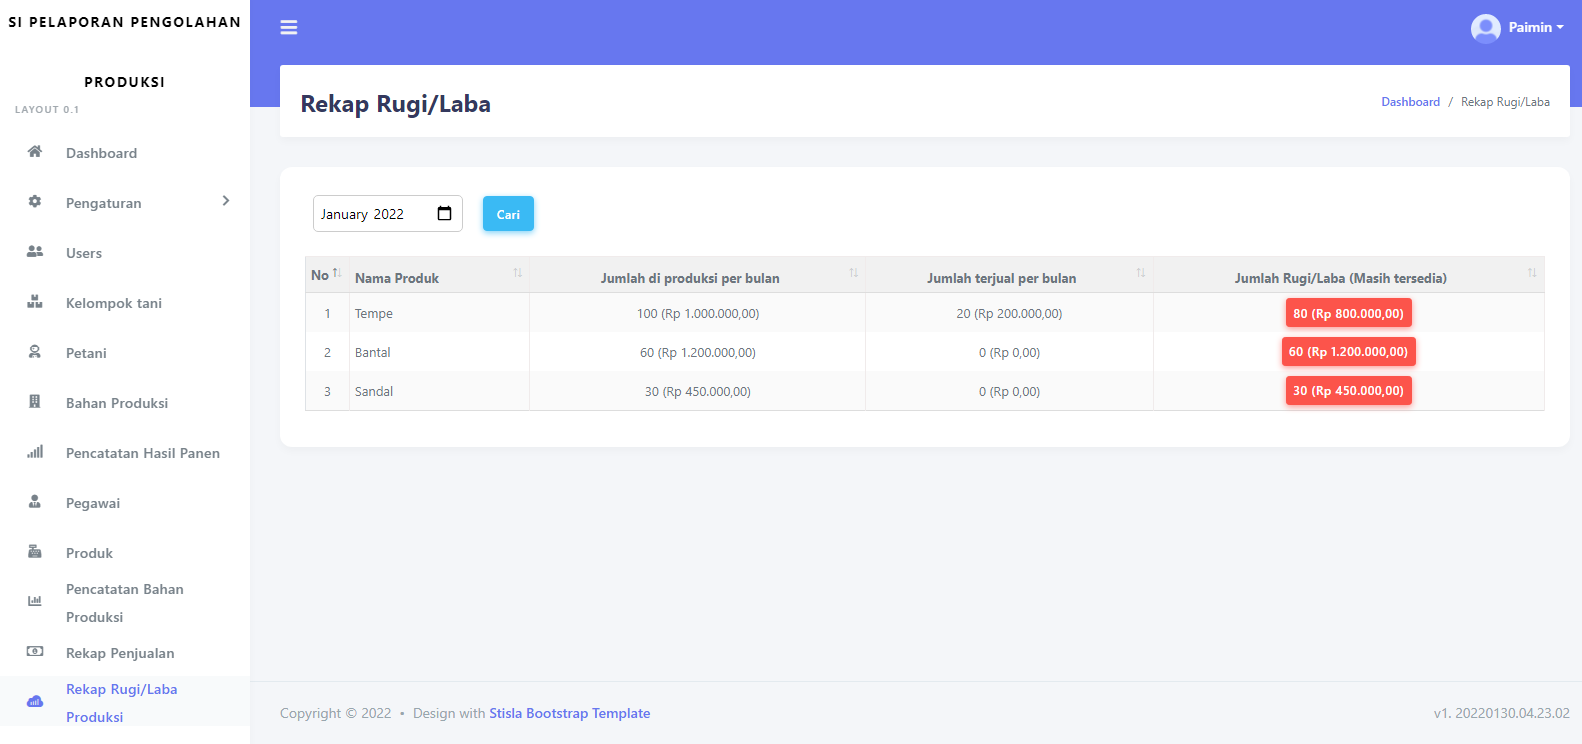 SI PELAPORAN PENGOLAHAN
PRODUKSI
LAYOUT 0.1
Dashboard
Pengaturan
Users
Kelompok tani
Petani
Bahan Produksi
Pencatatan Hasil Panen
Pegawai
Produk
Pencatatan Bahan
Produksi
Rekap Penjualan
Rekap Rugi/Laba
Produksi
Paimin
Rekap Rugi/Laba
Dashboard / Rekap Rugi/Laba
January 2022 Cari
No Nama Produk Jumlah di produksi per bulan Jumlah terjual per bulan Jumlah Rugi/Laba (Masih tersedia)
1 Tempe 100 (Rp 1.000.000,00) 20 (Rp 200.000,00) 80 (Rp 800.000,00)
2 Bantal 60 (Rp 1.200.000,00) 0 (Rp 0,00) 60 (Rp 1.200.000,00)
3 Sandal 30 (Rp 450.000,00) 0 (Rp 0,00) 30 (Rp 450.000,00)
Copyright © 2022 • Design with Stisla Bootstrap Template
v1. 20220130.04.23.02